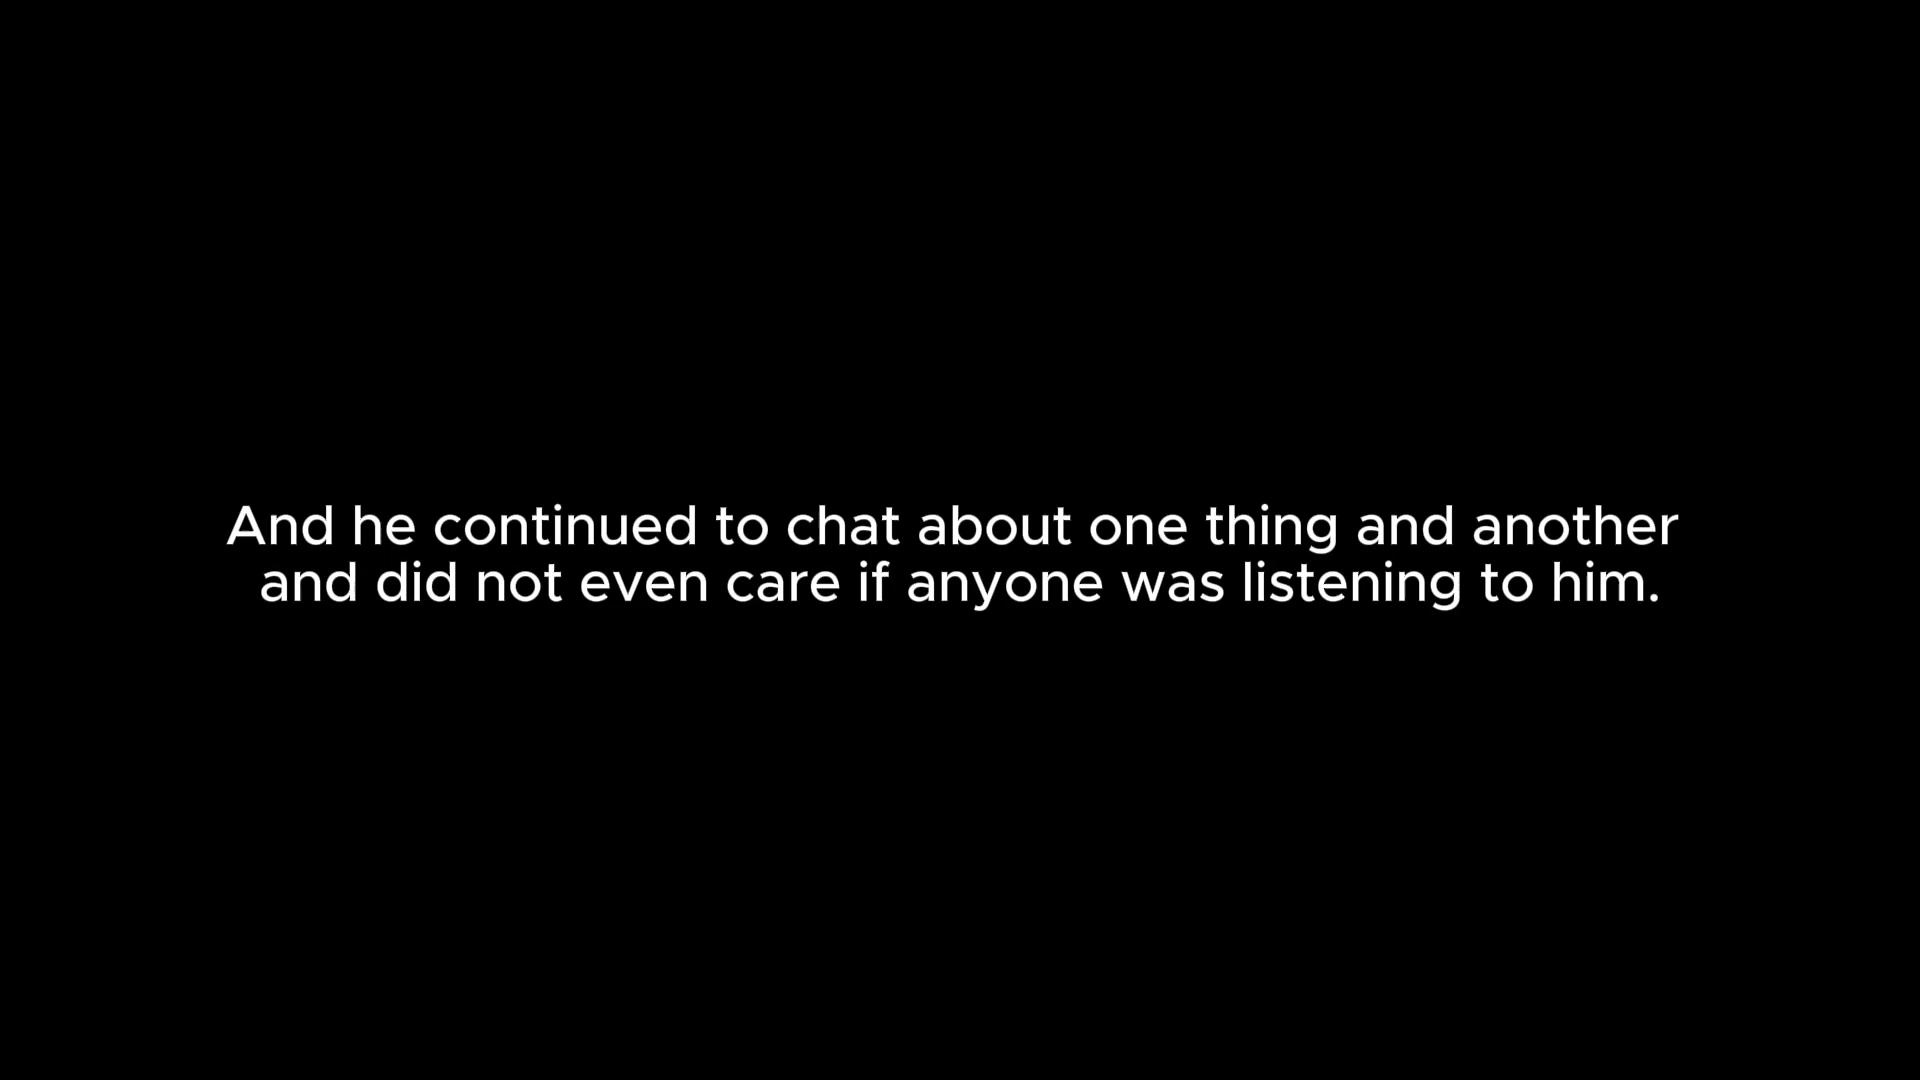 And he continued to chat about one thing and another
and did not even care if anyone was listening to him.